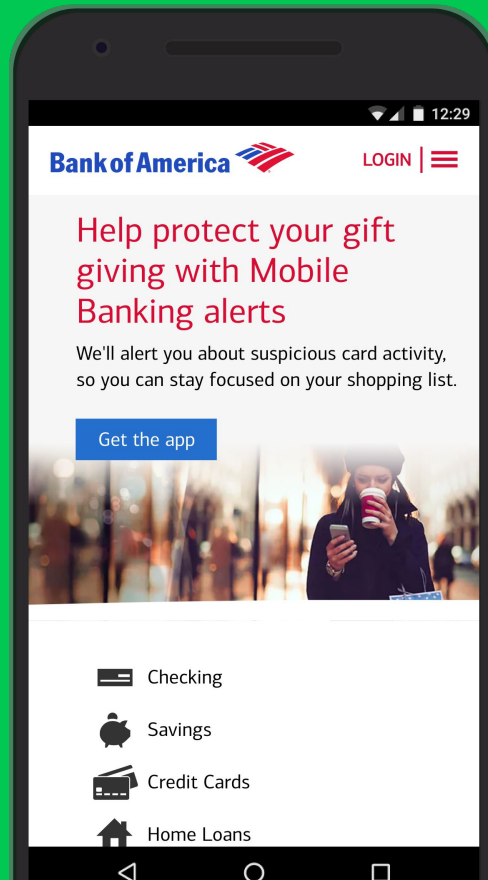 12:29
Bank of America
LOGIN
Help protect your gift
giving with Mobile
Banking alerts
We'll alert you about suspicious card activity,
so you can stay focused on your shopping list.
Get the app
Checking
Savings
Credit Cards
Home Loans